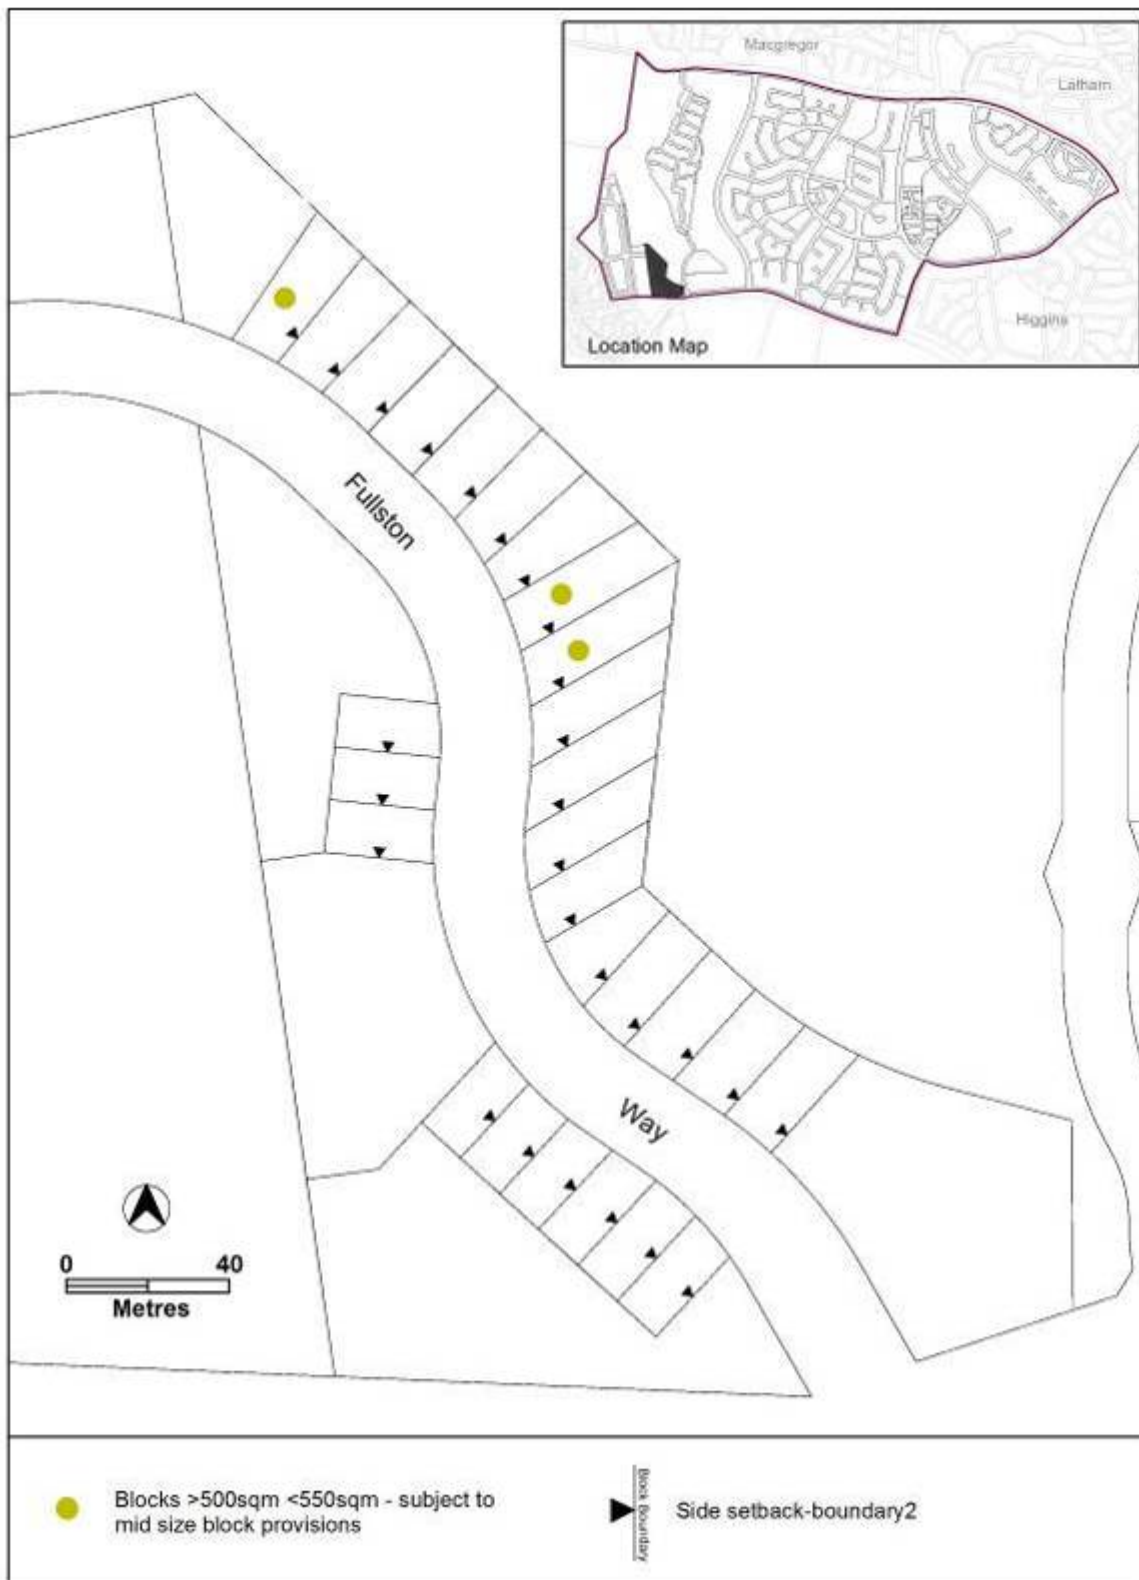 Macgregor
Latham
Higgins
Location Map
Fullston
Way
0 40
Metres
Blocks >500sqm <550sqm - subject to
mid size block provisions
Block Boundary
Side setback-boundary2